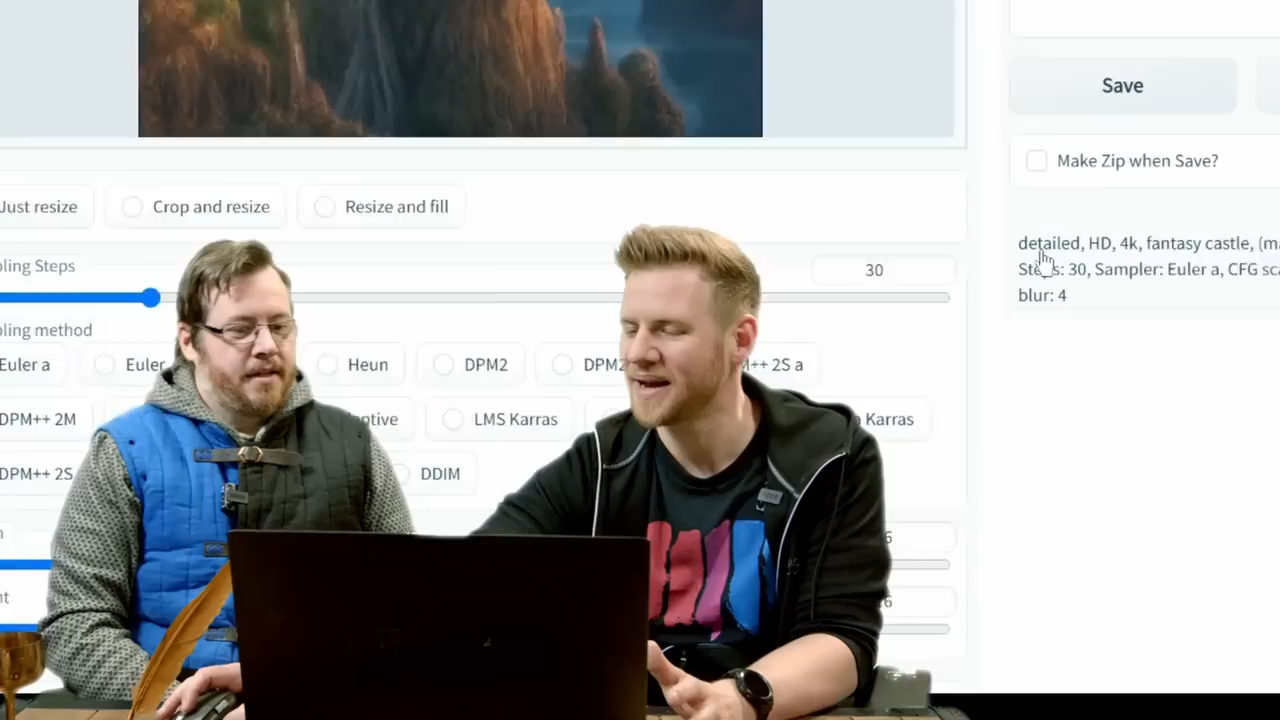 Save
Make Zip when Save?
Just resize
Crop and resize
Resize and fill
detailed, HD, 4k, fantasy castle,
pling Steps
30
Steps: 30, Sampler: Euler a, CFG
blur: 4
pling method
Euler a
Euler
Heun
DPM2
DPM2
M++ 2S a
DPM++ 2M
ptive
LMS Karras
Karras
DPM++ 2S
DDIM